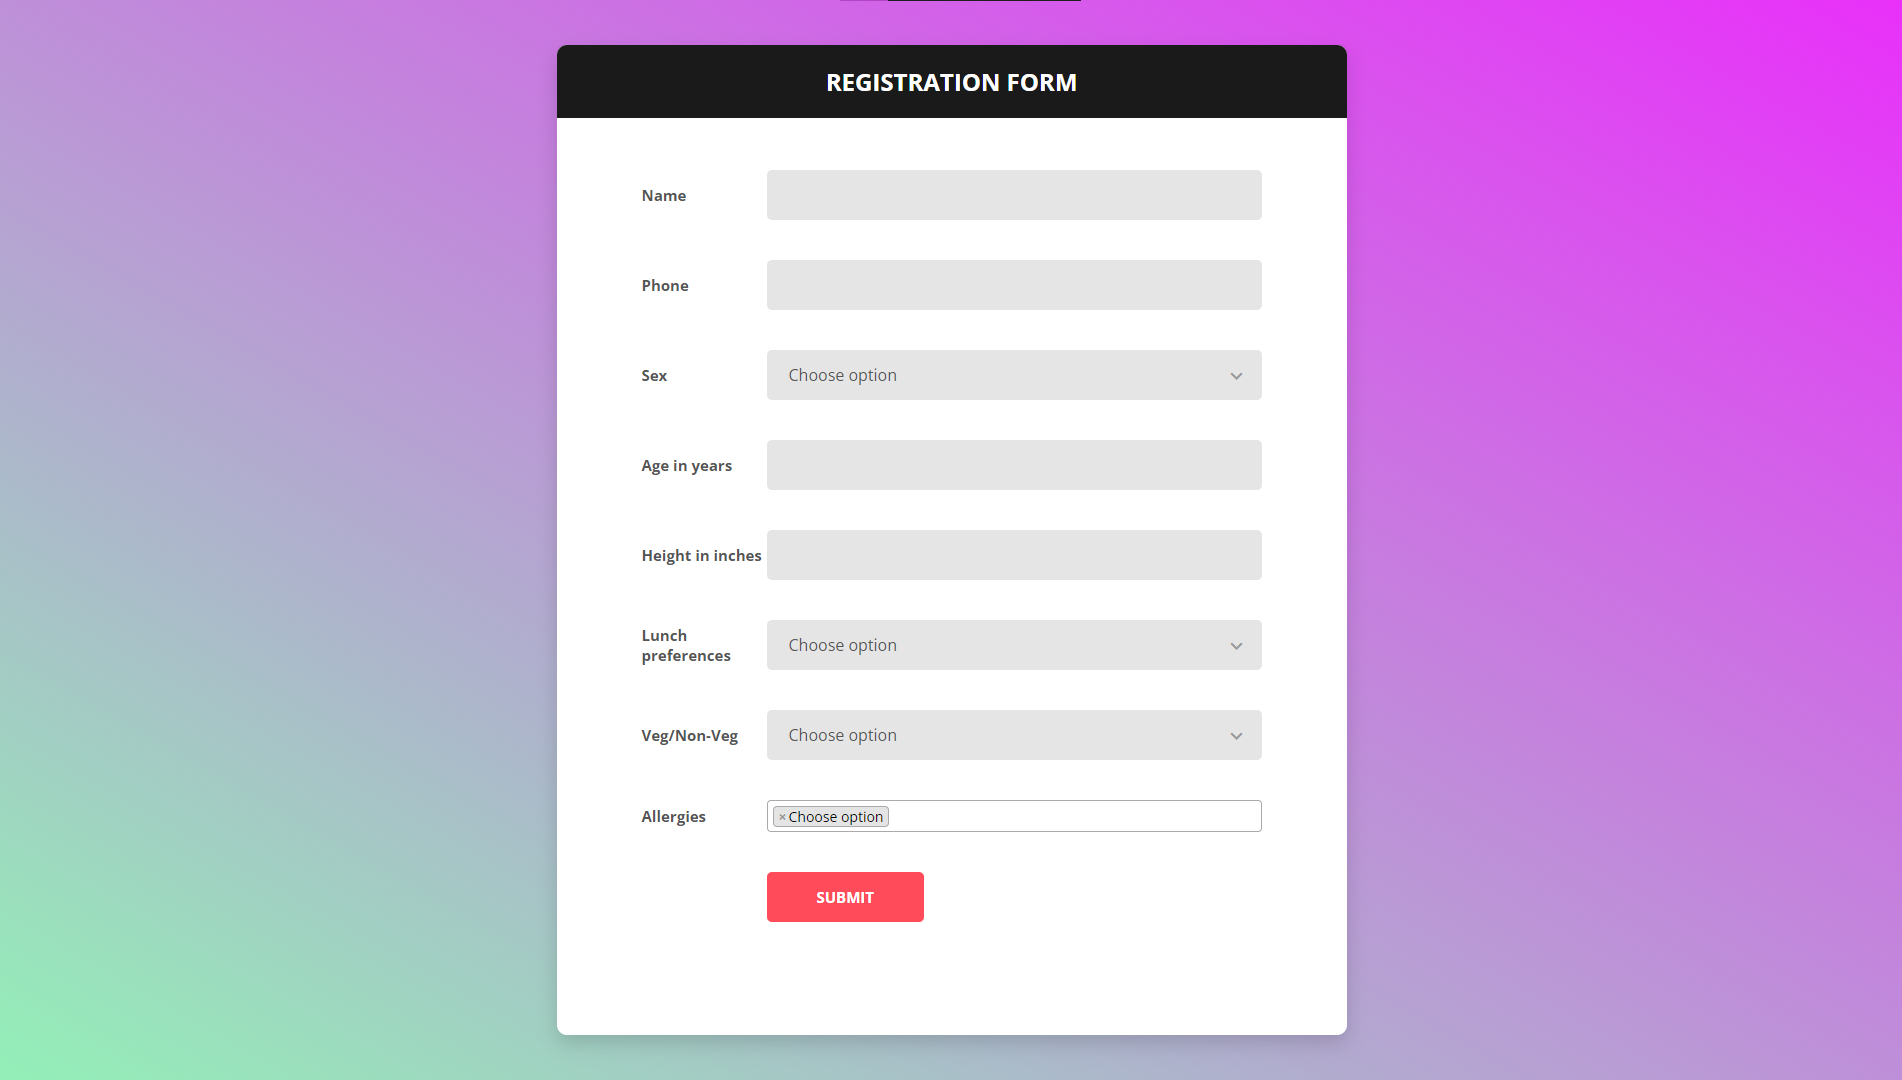 REGISTRATION FORM
Name
Phone
Sex
Choose option
Age in years
Height in inches
Lunch
preferences
Choose option
Veg/Non-Veg
Choose option
Allergies
×Choose option
SUBMIT